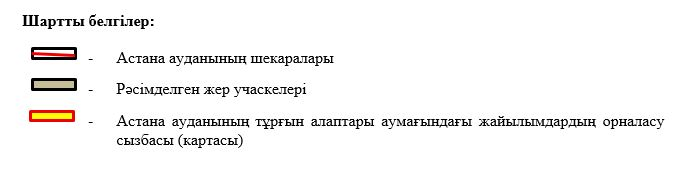 Шартты белгілер:
- Астана ауданының шекаралары
- Рәсімделген жер учаскелері
- Астана ауданының тұрғын алаптары аумағындағы жайылымдардың орналасу
сызбасы (картасы)